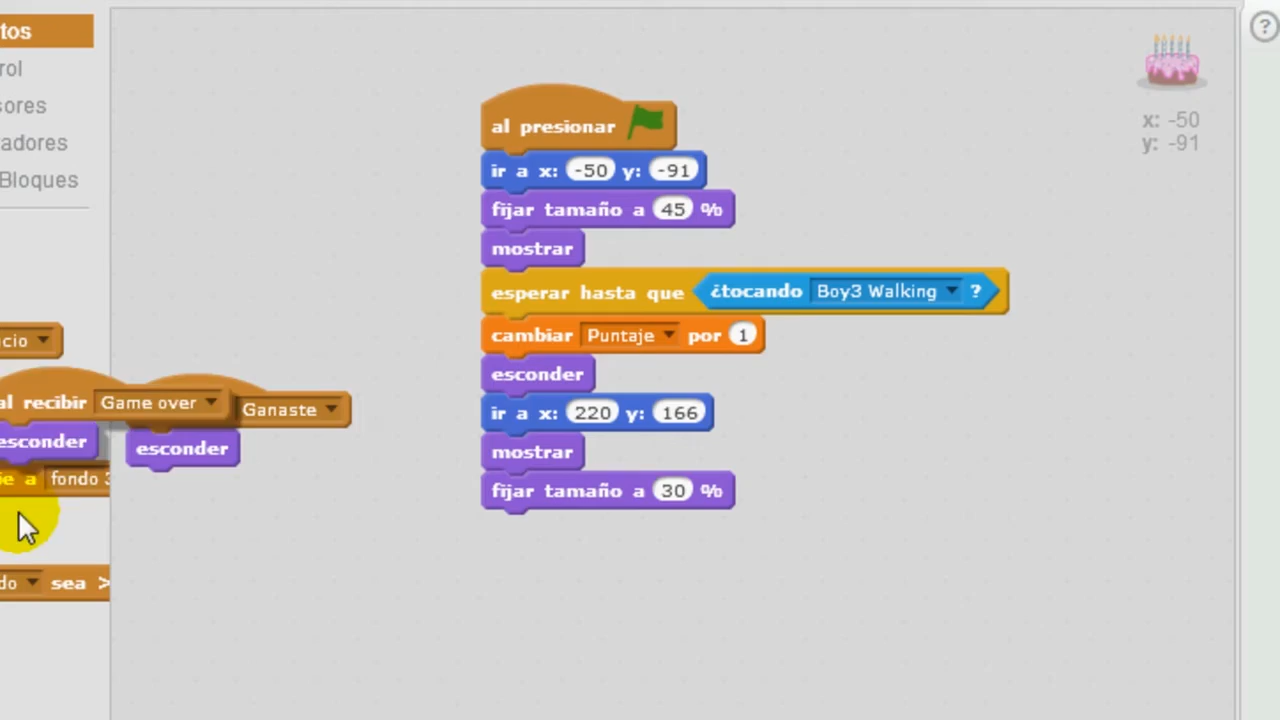 tos
rol
sores
adores
Bloques
cio
al recibir Game over
esconder
ie a fondo 3
do sea >
Ganaste
esconder
al presionar
ir a x: -50 y: -91
fijar tamaño a 45 %
mostrar
esperar hasta que ¿tocando Boy3 Walking ?
cambiar Puntaje por 1
esconder
ir a x: 220 y: 166
mostrar
fijar tamaño a 30 %
x: -50
y: -91
?